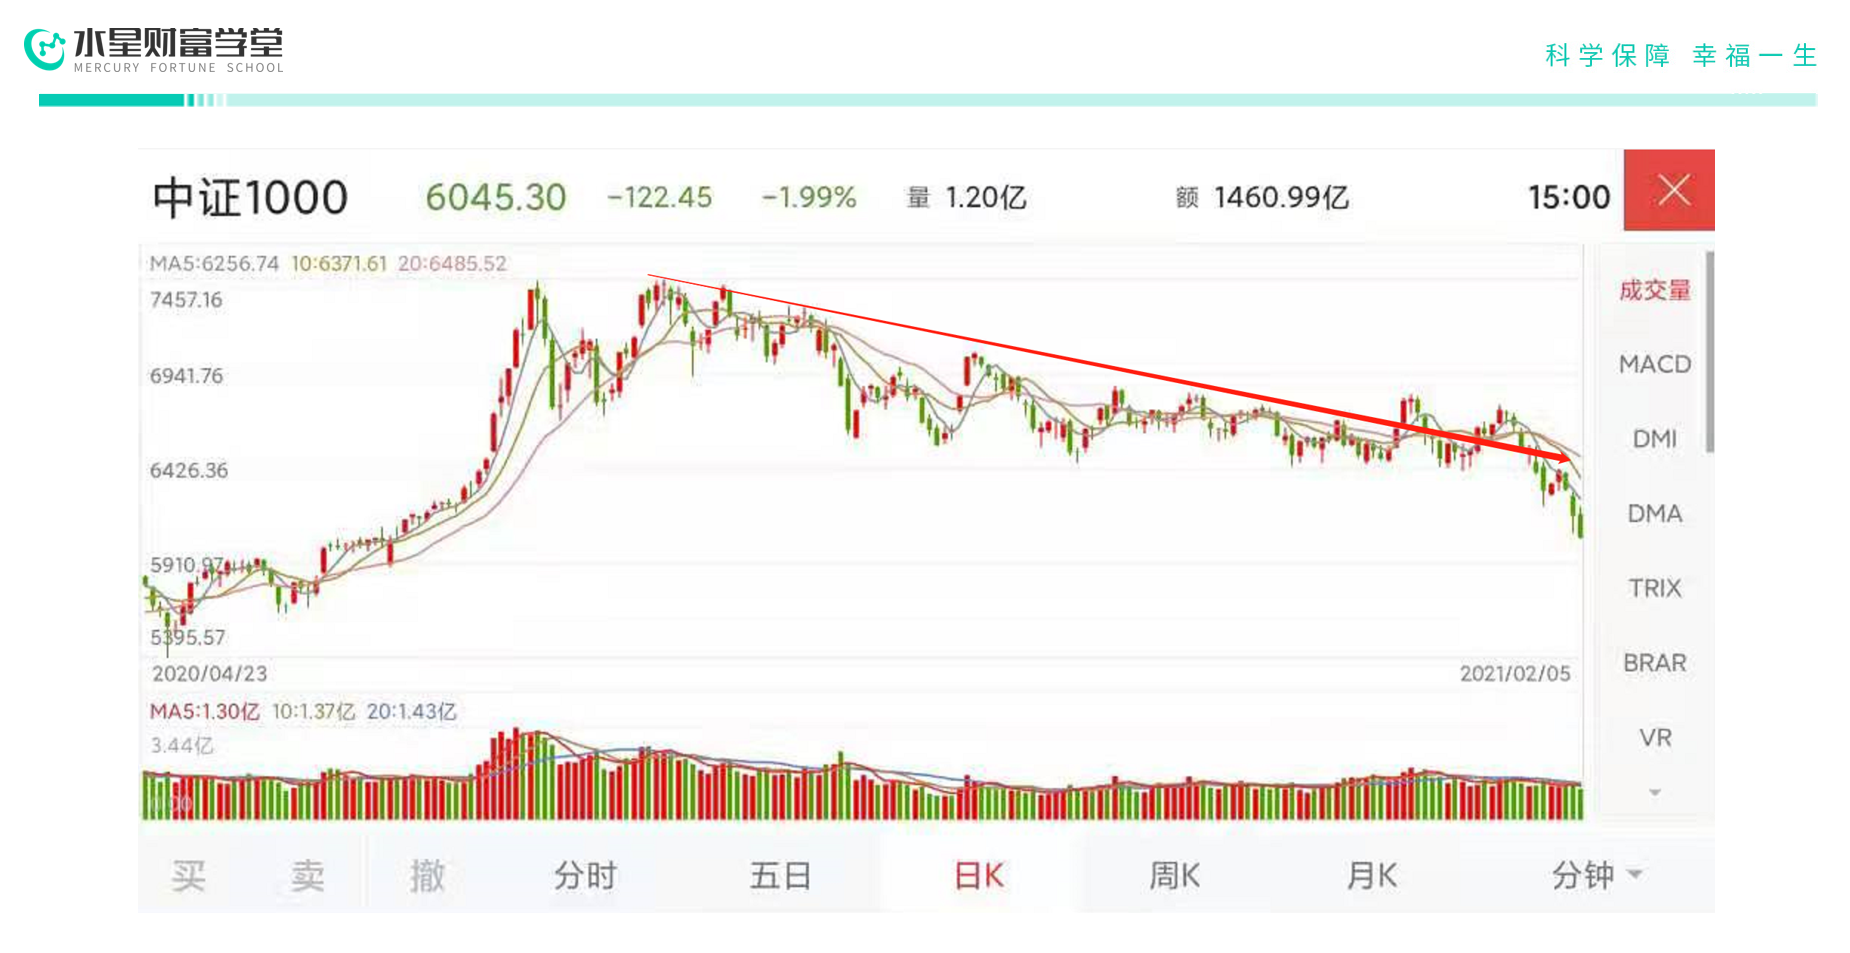 水星财富学堂
MERCURY FORTUNE SCHOOL
科学保障 幸福一生
中证1000 6045.30 -122.45 -1.99% 量 1.20亿 额 1460.99亿 15:00
MA5:6256.74 10:6371.61 20:6485.52
7457.16
6941.76
6426.36
5910.97
5395.57
2020/04/23 2021/02/05
MA5:1.30亿 10:1.37亿 20:1.43亿
3.44亿
0.00
成交量
MACD
DMI
DMA
TRIX
BRAR
VR
买 卖 撤 分时 五日 日K 周K 月K 分钟